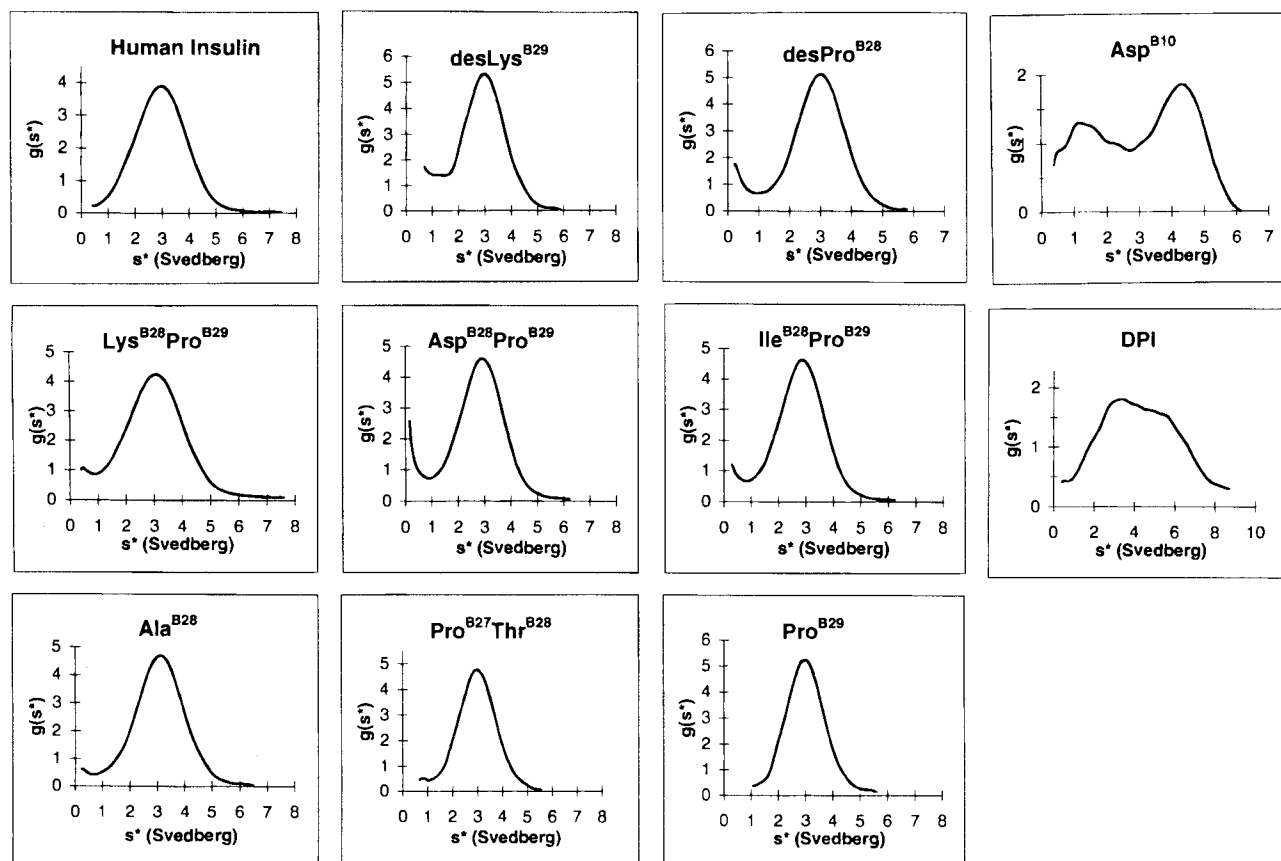 Human Insulin
g(s*)
4
3
2
1
0
0 1 2 3 4 5 6 7 8
s* (Svedberg)
desLysB29
g(s*)
6
5
4
3
2
1
0
0 1 2 3 4 5 6 7 8
s* (Svedberg)
desProB28
g(s*)
6
5
4
3
2
1
0
0 1 2 3 4 5 6 7 8
s* (Svedberg)
AspB10
g(s*)
2
1
0
0 1 2 3 4 5 6 7
s* (Svedberg)
LysB28ProB29
g(s*)
5
4
3
2
1
0
0 1 2 3 4 5 6 7 8
s* (Svedberg)
AspB28ProB29
g(s*)
5
4
3
2
1
0
0 1 2 3 4 5 6 7 8
s* (Svedberg)
IleB28ProB29
g(s*)
5
4
3
2
1
0
0 1 2 3 4 5 6 7 8
s* (Svedberg)
DPI
g(s*)
2
1
0
0 2 4 6 8 10
s* (Svedberg)
AlaB28
g(s*)
5
4
3
2
1
0
0 1 2 3 4 5 6 7 8
s* (Svedberg)
ProB27ThrB28
g(s*)
5
4
3
2
1
0
0 1 2 3 4 5 6 7 8
s* (Svedberg)
ProB29
g(s*)
6
5
4
3
2
1
0
0 1 2 3 4 5 6 7 8
s* (Svedberg)